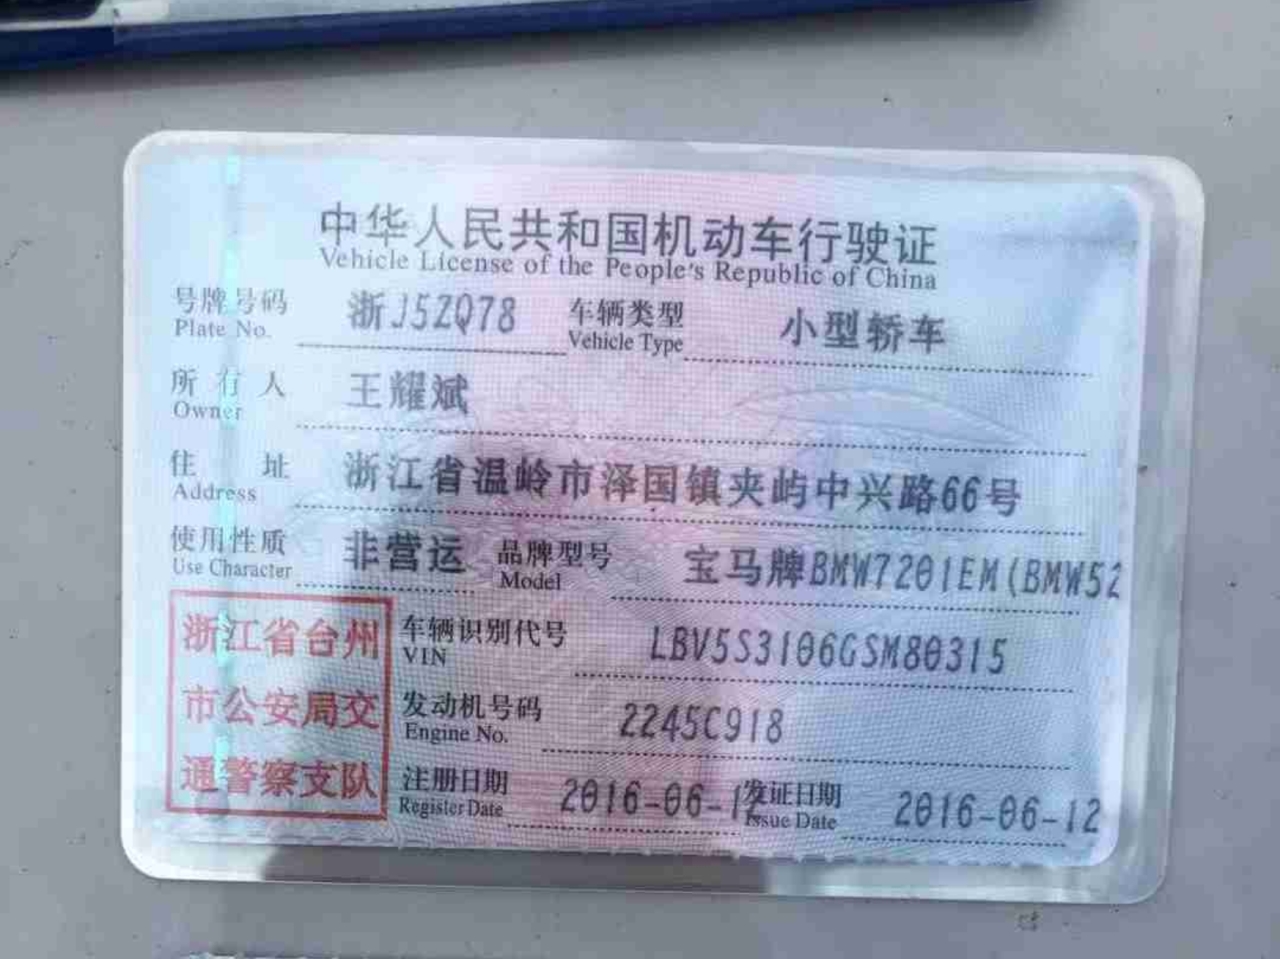 中华人民共和国机动车行驶证
Vehicle License of the People's Republic of China
号牌号码 浙J5ZQ78 车辆类型 小型轿车
Plate No. Vehicle Type
所有人 王耀斌
Owner
住址 浙江省温岭市泽国镇夹屿中兴路66号
Address
使用性质 非营运 品牌型号 宝马牌BMW7201EM(BMW52
Use Character Model
浙江省台州
市公安局交
通警察支队
车辆识别代号 LBV5S3106GSM80315
VIN
发动机号码 2245C918
Engine No.
注册日期 2016-06-12 发证日期 2016-06-12
Register Date Issue Date